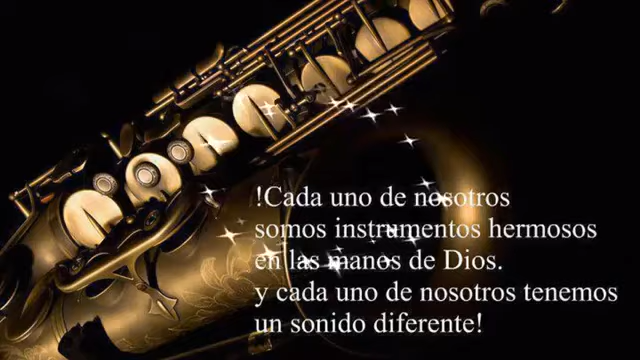 !Cada uno de nosotros
somos instrumentos hermosos
en las manos de Dios.
y cada uno de nosotros tenemos
un sonido diferente!